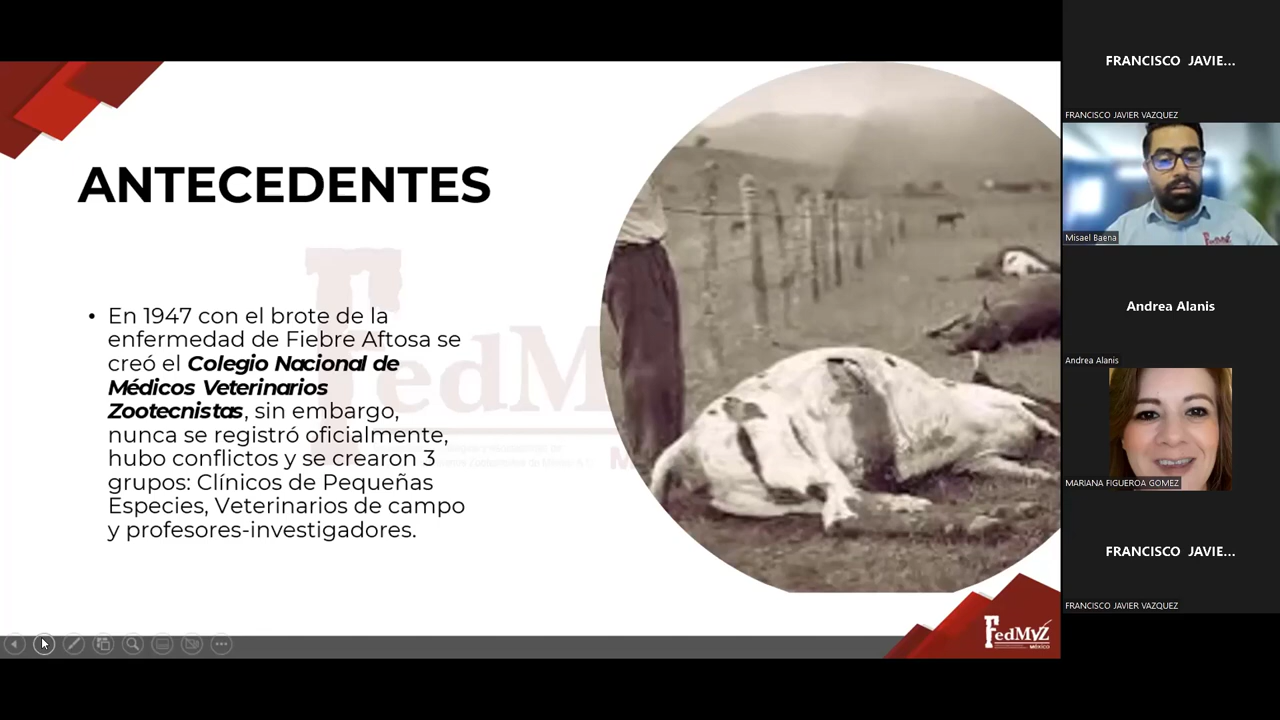 ANTECEDENTES
• En 1947 con el brote de la
enfermedad de Fiebre Aftosa se
creó el Colegio Nacional de
Médicos Veterinarios
Zootecnistas, sin embargo,
nunca se registró oficialmente,
hubo conflictos y se crearon 3
grupos: Clínicos de Pequeñas
Especies, Veterinarios de campo
y profesores-investigadores.
FedM
FedMVZ
MÉXICO
FRANCISCO JAVIE...
FRANCISCO JAVIER VAZQUEZ
Misael Baena
Andrea Alanis
Andrea Alanis
MARIANA FIGUEROA GOMEZ
FRANCISCO JAVIE...
FRANCISCO JAVIER VAZQUEZ